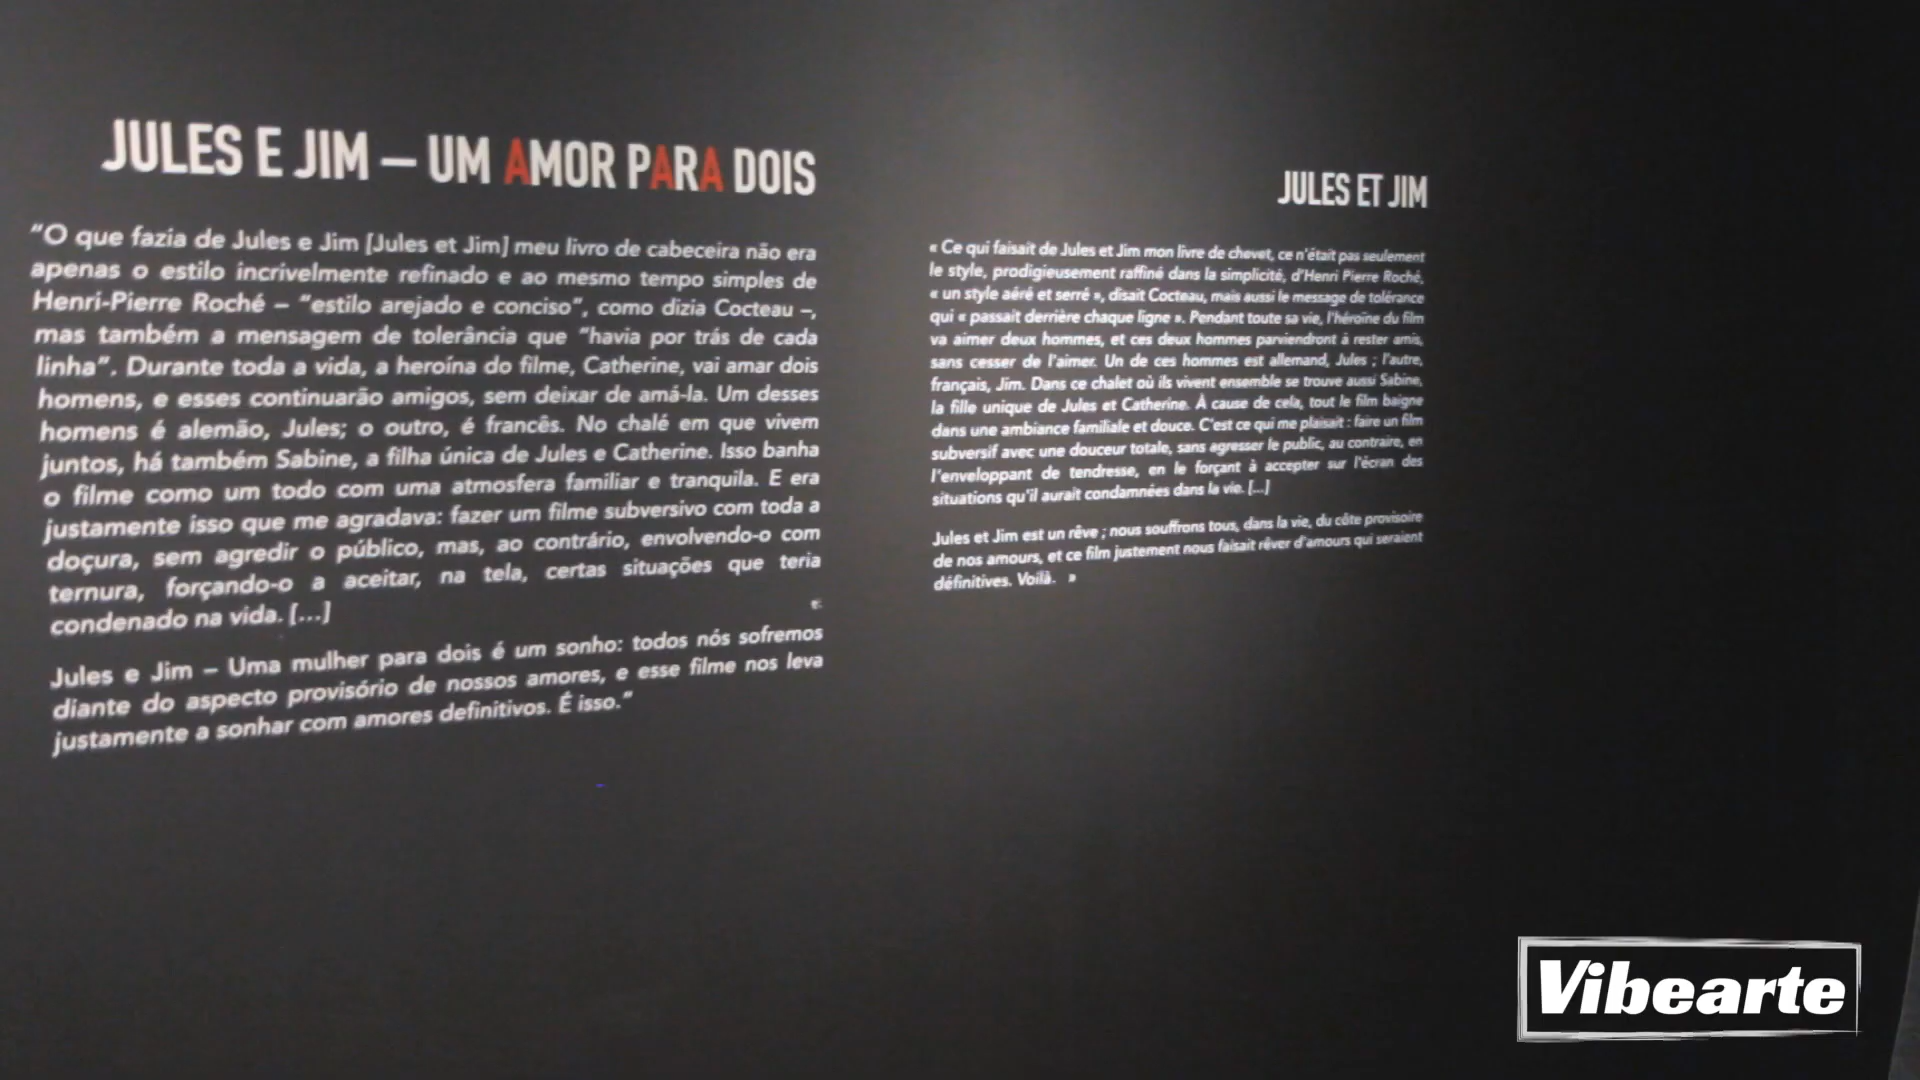 JULES E JIM – UM AMOR PARA DOIS
"O que fazia de Jules e Jim [Jules et Jim] meu livro de cabeceira não era
apenas o estilo incrivelmente refinado e ao mesmo tempo simples de
Henri-Pierre Roché – "estilo arejado e conciso", como dizia Cocteau –,
mas também a mensagem de tolerância que "havia por trás de cada
linha". Durante toda a vida, a heroína do filme, Catherine, vai amar dois
homens, e esses continuarão amigos, sem deixar de amá-la. Um desses
homens é alemão, Jules; o outro, é francês. No chalé em que vivem
juntos, há também Sabine, a filha única de Jules e Catherine. Isso banha
o filme como um todo com uma atmosfera familiar e tranquila. E era
justamente isso que me agradava: fazer um filme subversivo com toda a
doçura, sem agredir o público, mas, ao contrário, envolvendo-o com
ternura, forçando-o a aceitar, na tela, certas situações que teria
condenado na vida. [...]
Jules e Jim – Uma mulher para dois é um sonho: todos nós sofremos
diante do aspecto provisório de nossos amores, e esse filme nos leva
justamente a sonhar com amores definitivos. É isso."
JULES ET JIM
« Ce qui faisait de Jules et Jim mon livre de chevet, ce n'était pas seulement
le style, prodigieusement raffiné dans la simplicité, d'Henri Pierre Roché,
« un style aéré et serré », disait Cocteau, mais aussi le message de tolérance
qui « passait derrière chaque ligne ». Pendant toute sa vie, l'héroïne du film
va aimer deux hommes, et ces deux hommes parviendront à rester amis,
sans cesser de l'aimer. Un de ces hommes est allemand, Jules ; l'autre,
français, Jim. Dans ce chalet où ils vivent ensemble se trouve aussi Sabine,
la fille unique de Jules et Catherine. À cause de cela, tout le film baigne
dans une ambiance familiale et douce. C'est ce qui me plaisait : faire un film
subversif avec une douceur totale, sans agresser le public, au contraire, en
l'enveloppant de tendresse, en le forçant à accepter sur l'écran des
situations qu'il aurait condamnées dans la vie. [...]
Jules et Jim est un rêve ; nous souffrons tous, dans la vie, du côte provisoire
de nos amours, et ce film justement nous faisait rêver d'amours qui seraient
définitives. Voilà. »
Vibearte